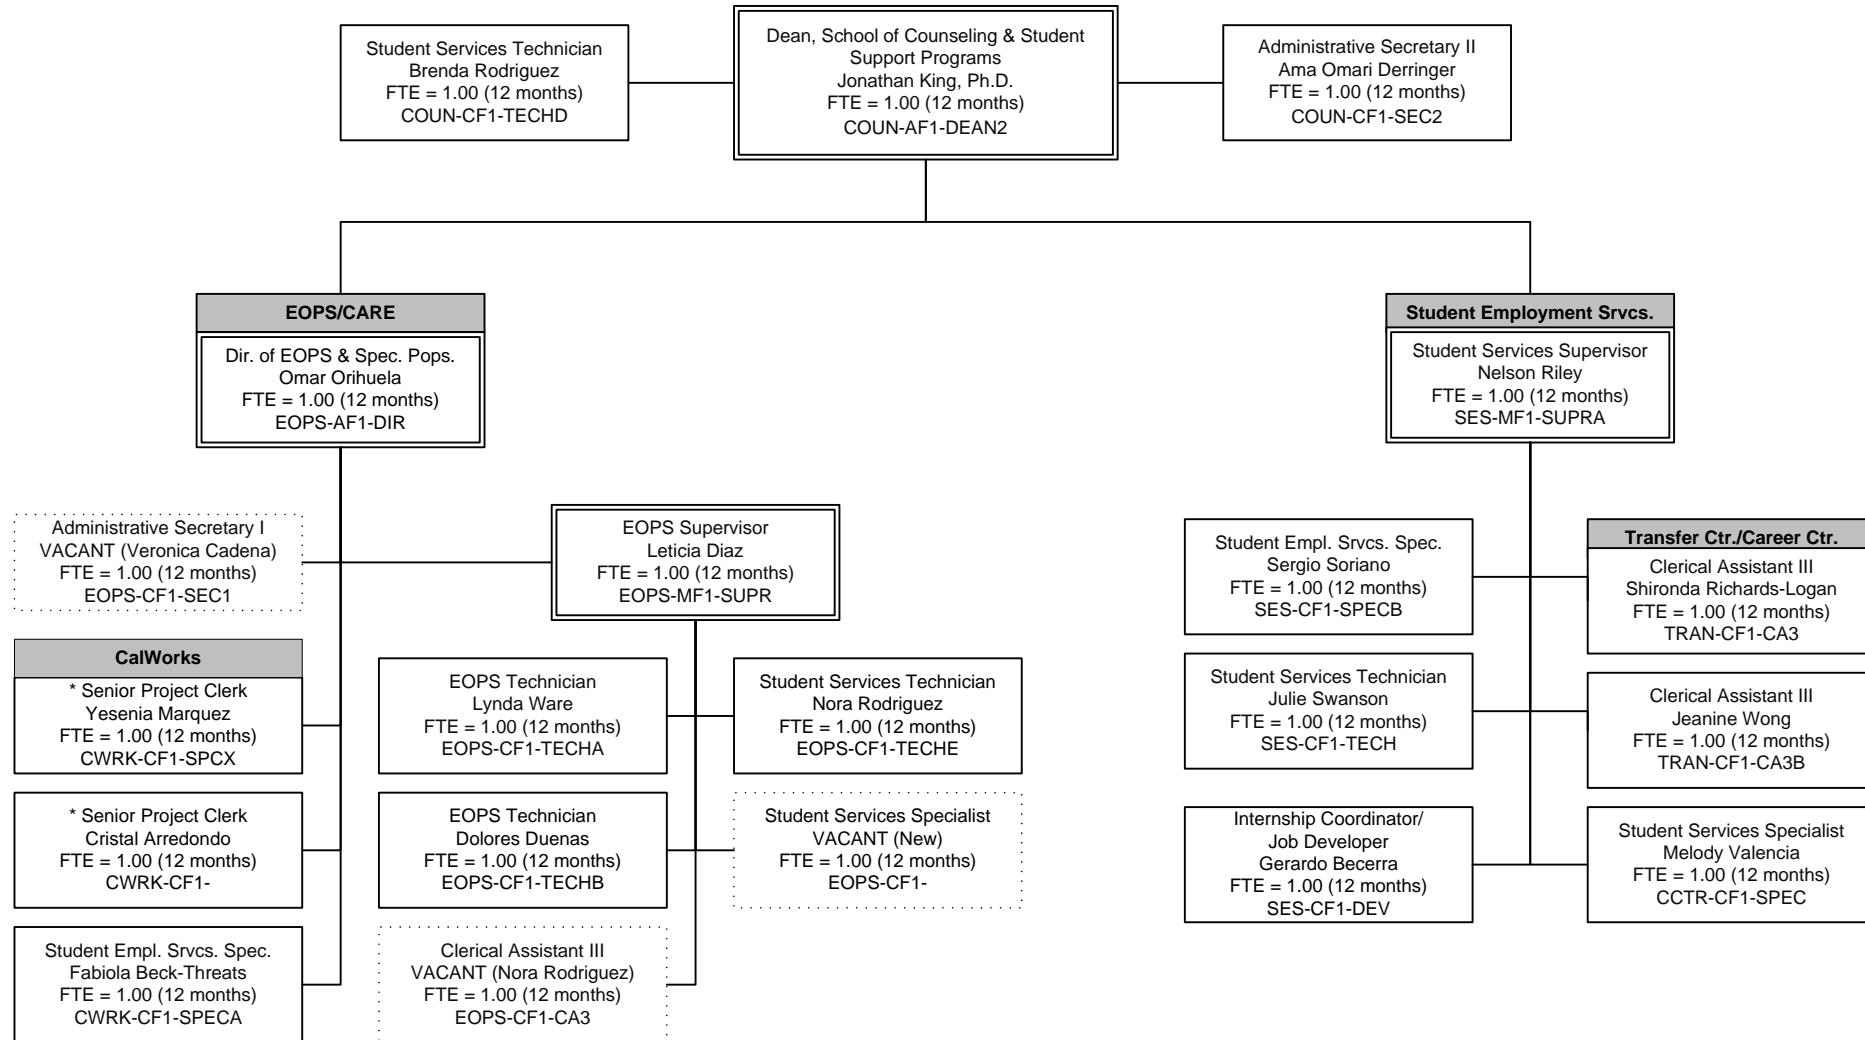 Student Services Technician
Brenda Rodriguez
FTE = 1.00 (12 months)
COUN-CF1-TECHD
Dean, School of Counseling & Student
Support Programs
Jonathan King, Ph.D.
FTE = 1.00 (12 months)
COUN-AF1-DEAN2
Administrative Secretary II
Ama Omari Derringer
FTE = 1.00 (12 months)
COUN-CF1-SEC2
EOPS/CARE
Dir. of EOPS & Spec. Pops.
Omar Orihuela
FTE = 1.00 (12 months)
EOPS-AF1-DIR
Student Employment Srvcs.
Student Services Supervisor
Nelson Riley
FTE = 1.00 (12 months)
SES-MF1-SUPRA
Administrative Secretary I
VACANT (Veronica Cadena)
FTE = 1.00 (12 months)
EOPS-CF1-SEC1
EOPS Supervisor
Leticia Diaz
FTE = 1.00 (12 months)
EOPS-MF1-SUPR
CalWorks
* Senior Project Clerk
Yesenia Marquez
FTE = 1.00 (12 months)
CWRK-CF1-SPCX
* Senior Project Clerk
Cristal Arredondo
FTE = 1.00 (12 months)
CWRK-CF1-
Student Empl. Srvcs. Spec.
Fabiola Beck-Threats
FTE = 1.00 (12 months)
CWRK-CF1-SPECA
EOPS Technician
Lynda Ware
FTE = 1.00 (12 months)
EOPS-CF1-TECHA
Student Services Technician
Nora Rodriguez
FTE = 1.00 (12 months)
EOPS-CF1-TECHE
EOPS Technician
Dolores Duenas
FTE = 1.00 (12 months)
EOPS-CF1-TECHB
Student Services Specialist
VACANT (New)
FTE = 1.00 (12 months)
EOPS-CF1-
Clerical Assistant III
VACANT (Nora Rodriguez)
FTE = 1.00 (12 months)
EOPS-CF1-CA3
Student Empl. Srvcs. Spec.
Sergio Soriano
FTE = 1.00 (12 months)
SES-CF1-SPECB
Transfer Ctr./Career Ctr.
Clerical Assistant III
Shironda Richards-Logan
FTE = 1.00 (12 months)
TRAN-CF1-CA3
Student Services Technician
Julie Swanson
FTE = 1.00 (12 months)
SES-CF1-TECH
Clerical Assistant III
Jeanine Wong
FTE = 1.00 (12 months)
TRAN-CF1-CA3B
Internship Coordinator/
Job Developer
Gerardo Becerra
FTE = 1.00 (12 months)
SES-CF1-DEV
Student Services Specialist
Melody Valencia
FTE = 1.00 (12 months)
CCTR-CF1-SPEC